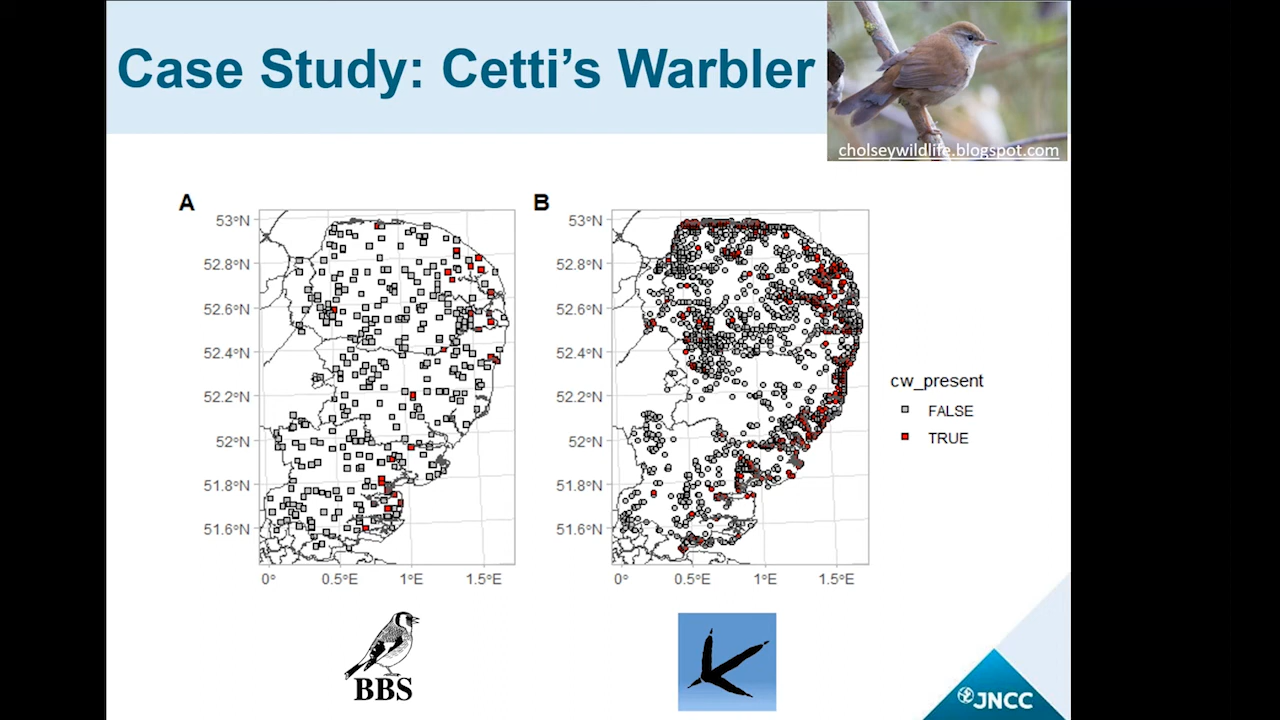 Case Study: Cetti's Warbler
cholseywildlife.blogspot.com
A
53°N
52.8°N
52.6°N
52.4°N
52.2°N
52°N
51.8°N
51.6°N
0°
0.5°E
1°E
1.5°E
B
53°N
52.8°N
52.6°N
52.4°N
52.2°N
52°N
51.8°N
51.6°N
0°
0.5°E
1°E
1.5°E
cw_present
FALSE
TRUE
BBS
JNCC